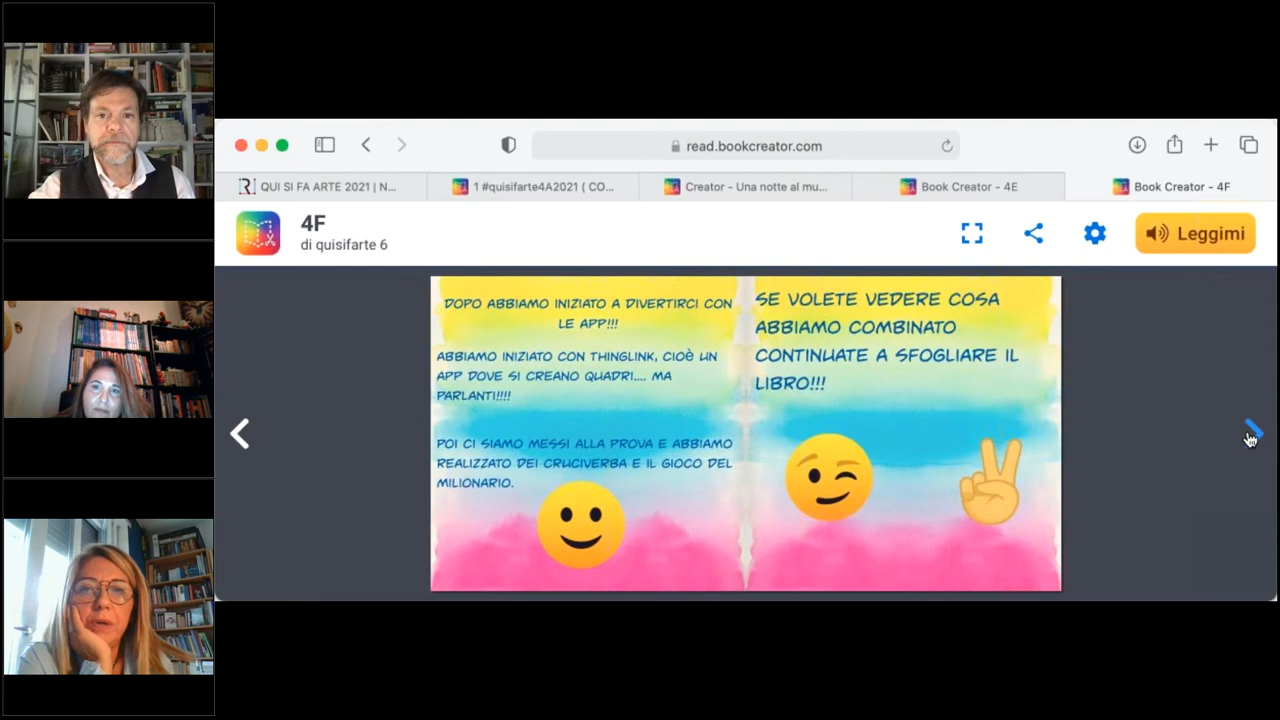 read.bookcreator.com
QUI SI FA ARTE 2021 | N...
1 #quisifarte4A2021 ( CO...
Creator - Una notte al mu...
Book Creator - 4E
Book Creator - 4F
4F
di quisifarte 6
Leggimi
DOPO ABBIAMO INIZIATO A DIVERTIRCI CON
LE APP!!!
ABBIAMO INIZIATO CON THINGLINK, CIOÈ UN
APP DOVE SI CREANO QUADRI.... MA
PARLANTI!!!!
POI CI SIAMO MESSI ALLA PROVA E ABBIAMO
REALIZZATO DEI CRUCIVERBA E IL GIOCO DEL
MILIONARIO.
SE VOLETE VEDERE COSA
ABBIAMO COMBINATO
CONTINUATE A SFOGLIARE IL
LIBRO!!!